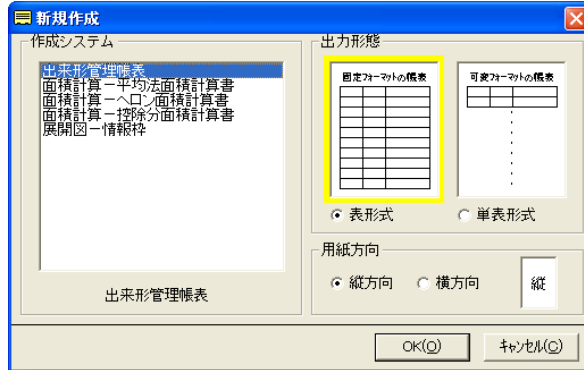 新規作成
作成システム
出来形管理帳表
面積計算－平均法面積計算書
面積計算－ヘロン面積計算書
面積計算－控除分面積計算書
展開図－情報枠
出来形管理帳表
出力形態
固定フォーマットの帳表
可変フォーマットの帳表
表形式
単表形式
用紙方向
縦方向
横方向
縦
OK(O)
キャンセル(C)